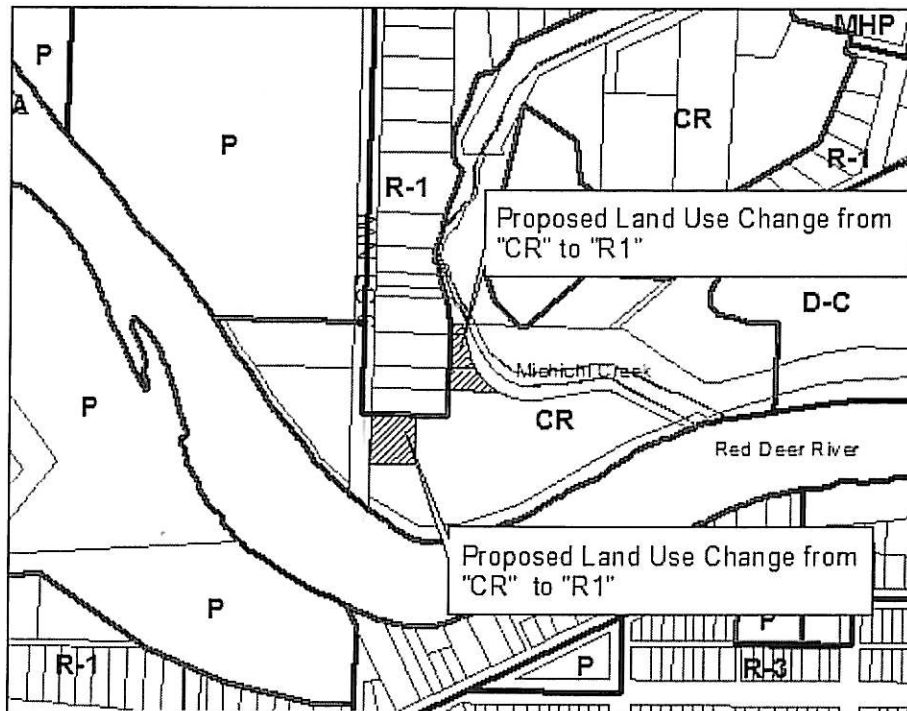 P
MHP
A
P
CR
R-1
R-1
Proposed Land Use Change from
"CR" to "R1"
D-C
Michichi Creek
P
CR
Red Deer River
Proposed Land Use Change from
"CR" to "R1"
P
P
R-1
P
R-3